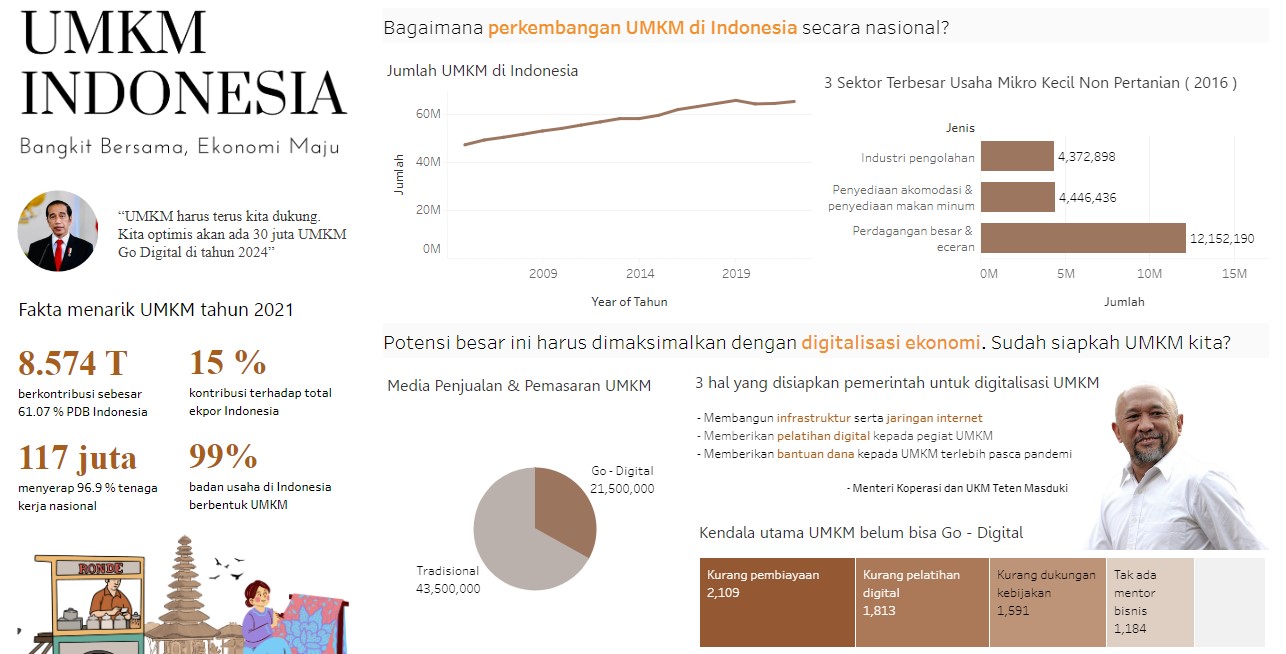 UMKM
INDONESIA
Bangkit Bersama, Ekonomi Maju
“UMKM harus terus kita dukung.
Kita optimis akan ada 30 juta UMKM
Go Digital di tahun 2024”
Fakta menarik UMKM tahun 2021
8.574 T
berkontribusi sebesar
61.07 % PDB Indonesia
15 %
kontribusi terhadap total
ekpor Indonesia
117 juta
menyerap 96.9 % tenaga
kerja nasional
99%
badan usaha di Indonesia
berbentuk UMKM
RONDE
Bagaimana perkembangan UMKM di Indonesia secara nasional?
Jumlah UMKM di Indonesia
Jumlah
60M
40M
20M
0M
2009
2014
2019
Year of Tahun
3 Sektor Terbesar Usaha Mikro Kecil Non Pertanian ( 2016 )
Jenis
Industri pengolahan
4,372,898
Penyediaan akomodasi &
penyediaan makan minum
4,446,436
Perdagangan besar &
eceran
12,152,190
0M
5M
10M
15M
Jumlah
Potensi besar ini harus dimaksimalkan dengan digitalisasi ekonomi. Sudah siapkah UMKM kita?
Media Penjualan & Pemasaran UMKM
Go - Digital
21,500,000
Tradisional
43,500,000
3 hal yang disiapkan pemerintah untuk digitalisasi UMKM
- Membangun infrastruktur serta jaringan internet
- Memberikan pelatihan digital kepada pegiat UMKM
- Memberikan bantuan dana kepada UMKM terlebih pasca pandemi
- Menteri Koperasi dan UKM Teten Masduki
Kendala utama UMKM belum bisa Go - Digital
Kurang pembiayaan
2,109
Kurang pelatihan
digital
1,813
Kurang dukungan
kebijakan
1,591
Tak ada
mentor
bisnis
1,184